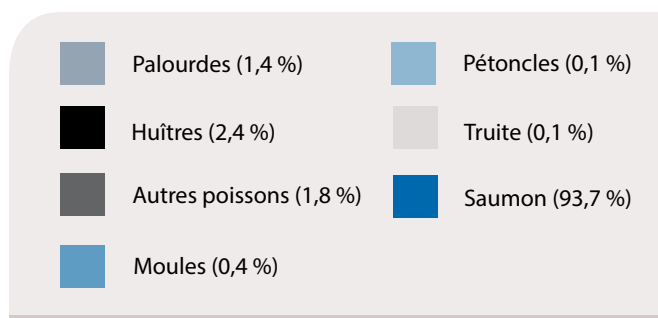 Palourdes (1,4 %)
Pétoncles (0,1 %)
Huîtres (2,4 %)
Truite (0,1 %)
Autres poissons (1,8 %)
Saumon (93,7 %)
Moules (0,4 %)